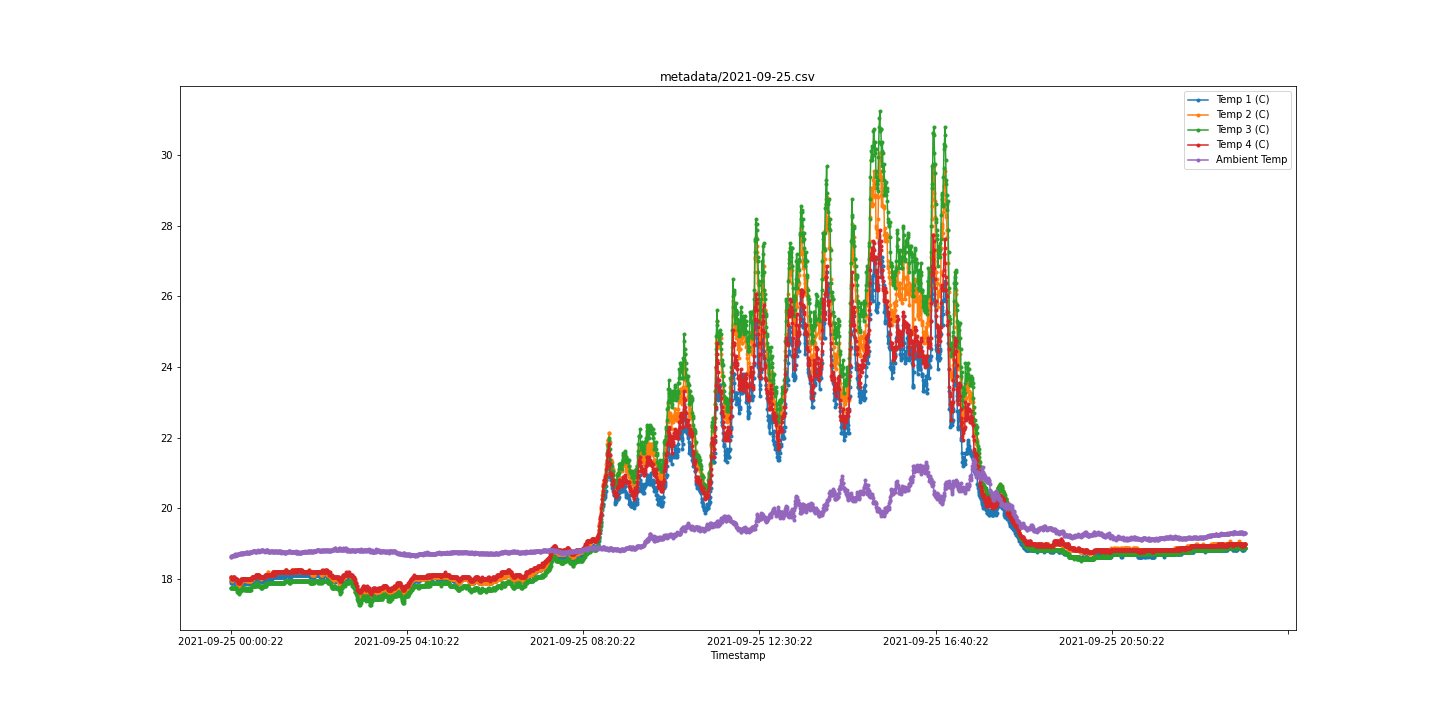 metadata/2021-09-25.csv
Temp 1 (C)
Temp 2 (C)
Temp 3 (C)
Temp 4 (C)
Ambient Temp
30
28
26
24
22
20
18
2021-09-25 00:00:22 2021-09-25 04:10:22 2021-09-25 08:20:22 2021-09-25 12:30:22 2021-09-25 16:40:22 2021-09-25 20:50:22
Timestamp